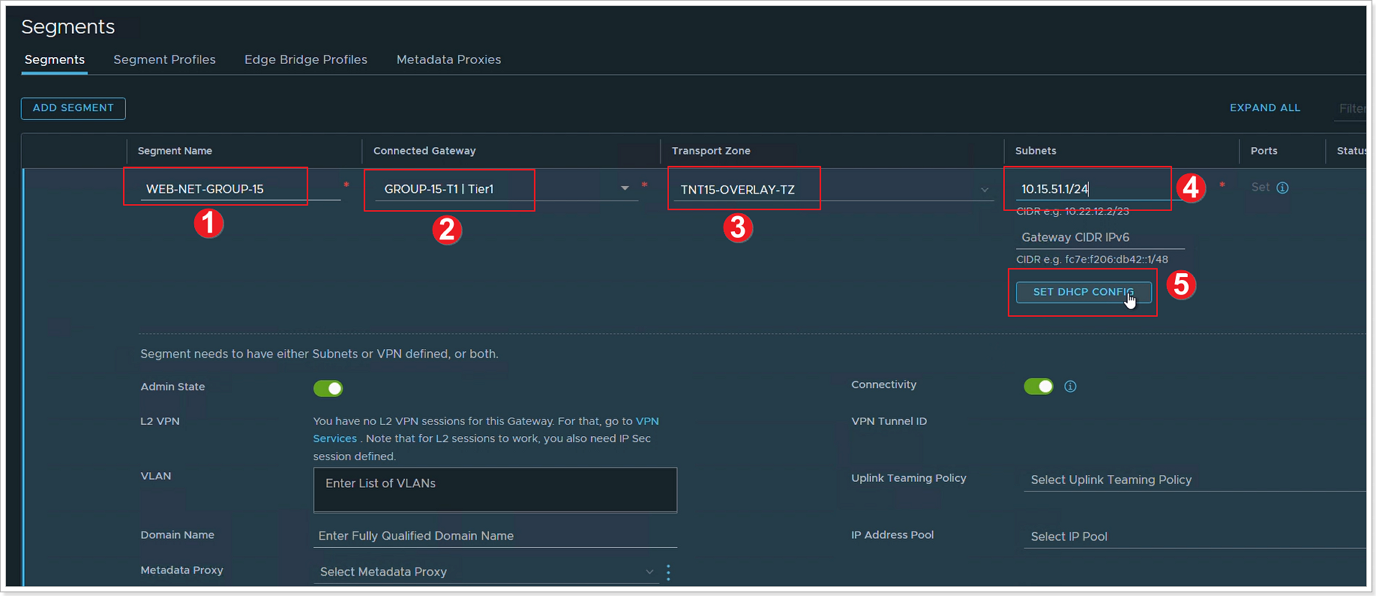 Segments
Segments Segment Profiles Edge Bridge Profiles Metadata Proxies
ADD SEGMENT EXPAND ALL Filter
Segment Name Connected Gateway Transport Zone Subnets Ports Status
WEB-NET-GROUP-15 * GROUP-15-T1 | Tier1 * TNT15-OVERLAY-TZ 10.15.51.1/24 4 * Set
1 2 3
CIDR e.g. 10.22.12.2/23
Gateway CIDR IPv6
CIDR e.g. fc7e:f206:db42::1/48
SET DHCP CONFIG 5
Segment needs to have either Subnets or VPN defined, or both.
Admin State Connectivity
L2 VPN You have no L2 VPN sessions for this Gateway. For that, go to VPN VPN Tunnel ID
Services . Note that for L2 sessions to work, you also need IP Sec
session defined.
VLAN Enter List of VLANs Uplink Teaming Policy Select Uplink Teaming Policy
Domain Name Enter Fully Qualified Domain Name IP Address Pool Select IP Pool
Metadata Proxy Select Metadata Proxy